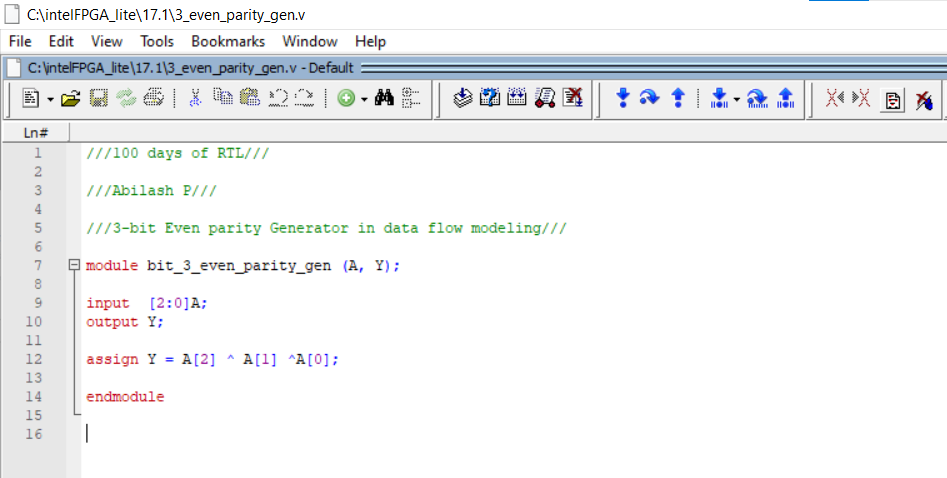 C:\intelFPGA_lite\17.1\3_even_parity_gen.v
File Edit View Tools Bookmarks Window Help
C:\intelFPGA_lite\17.1\3_even_parity_gen.v - Default
Ln#
1 ///100 days of RTL///
2
3 ///Abilash P///
4
5 ///3-bit Even parity Generator in data flow modeling///
6
7 module bit_3_even_parity_gen (A, Y);
8
9 input  [2:0]A;
10 output Y;
11
12 assign Y = A[2] ^ A[1] ^A[0];
13
14 endmodule
15
16